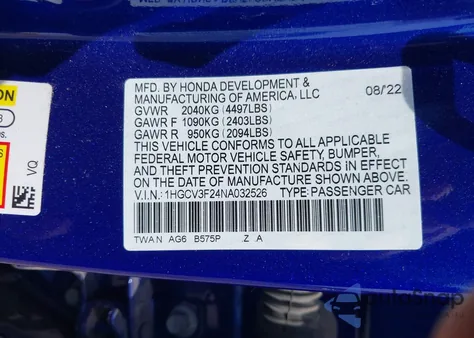 MFD. BY HONDA DEVELOPMENT &
MANUFACTURING OF AMERICA, LLC 08/22
GVWR 2040KG (4497LBS)
GAWR F 1090KG (2403LBS)
GAWR R 950KG (2094LBS)
THIS VEHICLE CONFORMS TO ALL APPLICABLE
FEDERAL MOTOR VEHICLE SAFETY, BUMPER,
AND THEFT PREVENTION STANDARDS IN EFFECT
ON THE DATE OF MANUFACTURE SHOWN ABOVE.
V.I.N.: 1HGCV3F24NA032526 TYPE: PASSENGER CAR
TWAN AG6 B575P Z A
VQ